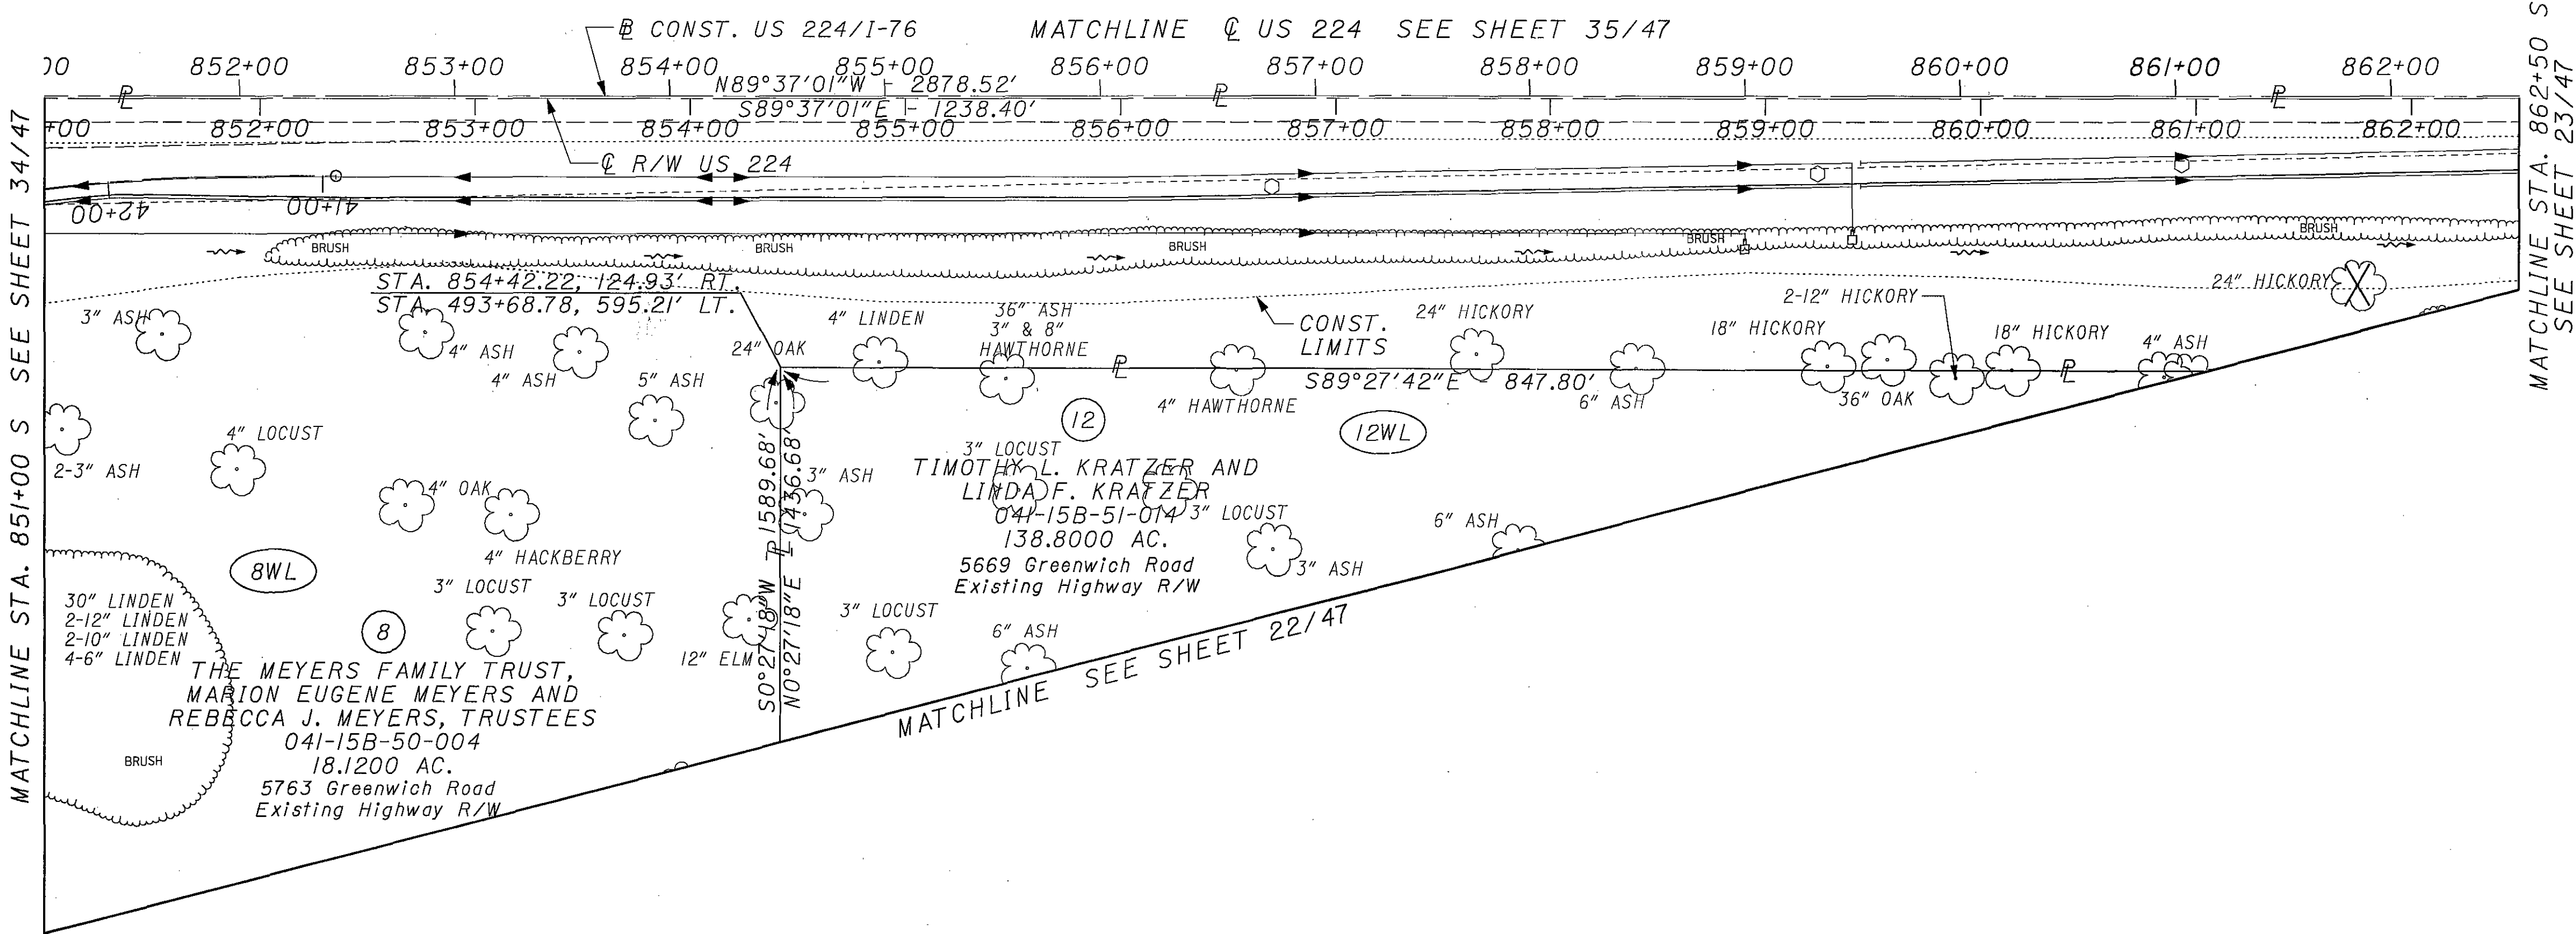 ℄ CONST. US 224/I-76
MATCHLINE ℄ US 224 SEE SHEET 35/47
00 852+00 853+00 854+00 855+00 856+00 857+00 858+00 859+00 860+00 861+00 862+00
N89°37'01"W - 2878.52'
S89°37'01"E - 1238.40'
+00 852+00 853+00 854+00 855+00 856+00 857+00 858+00 859+00 860+00 861+00 862+00
℄ R/W US 224
42+00 41+00
BRUSH
BRUSH
BRUSH
BRUSH
BRUSH
STA. 854+42.22, 124.93' RT.
STA. 493+68.78, 595.21' LT.
MATCHLINE STA. 851+00 S SEE SHEET 34/47
MATCHLINE STA. 862+50 S
SEE SHEET 23/47
3" ASH
4" ASH
4" ASH
5" ASH
24" OAK
4" LINDEN
36" ASH
3" & 8"
HAWTHORNE
CONST.
LIMITS
24" HICKORY
2-12" HICKORY
18" HICKORY
18" HICKORY
24" HICKORY
4" ASH
PL
S89°27'42"E - 847.80'
4" HAWTHORNE
6" ASH
36" OAK
PL
2-3" ASH
4" LOCUST
4" OAK
4" HACKBERRY
3" ASH
12
12WL
3" LOCUST
TIMOTHY L. KRATZER AND
LINDA F. KRATZER
041-15B-51-014
138.8000 AC.
5669 Greenwich Road
Existing Highway R/W
3" LOCUST
3" ASH
6" ASH
S0°27'18"W - 1589.68'
PL
N0°27'18"E - 1436.68'
8WL
3" LOCUST
3" LOCUST
12" ELM
3" LOCUST
6" ASH
8
30" LINDEN
2-12" LINDEN
2-10" LINDEN
4-6" LINDEN
THE MEYERS FAMILY TRUST,
MARION EUGENE MEYERS AND
REBECCA J. MEYERS, TRUSTEES
041-15B-50-004
18.1200 AC.
5763 Greenwich Road
Existing Highway R/W
BRUSH
MATCHLINE SEE SHEET 22/47